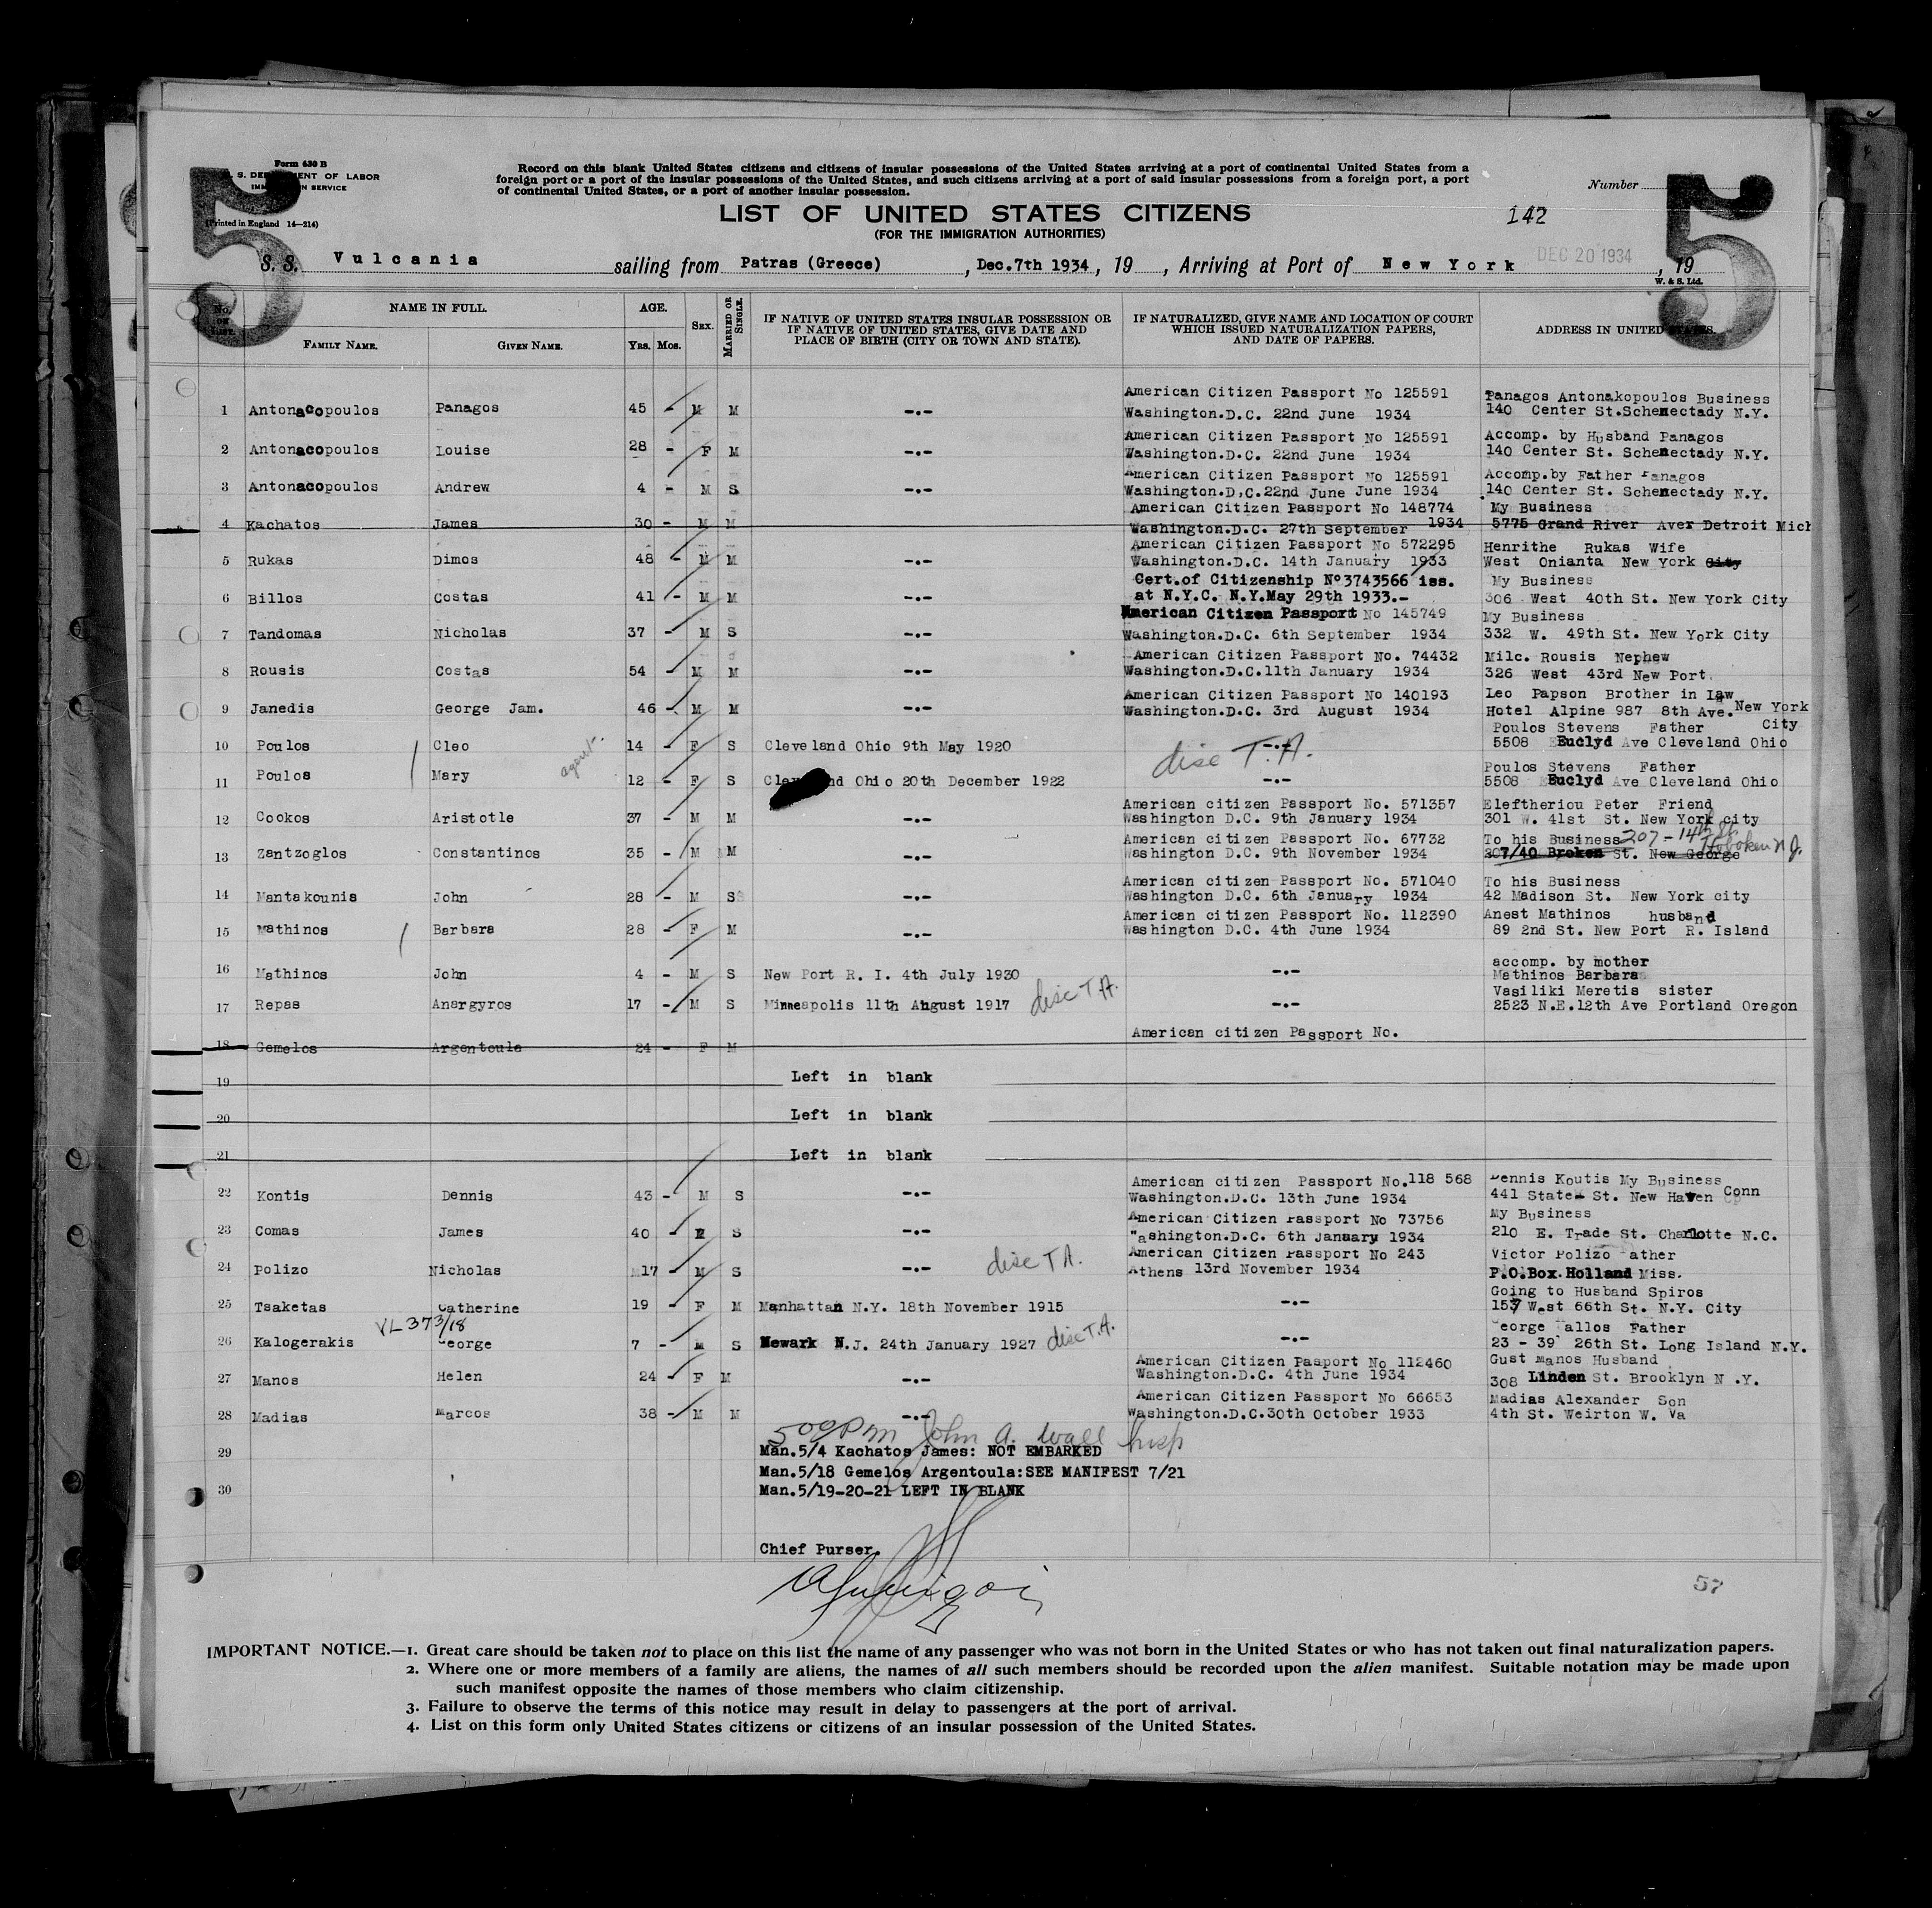 5
5
Form 630 B
U. S. DEPARTMENT OF LABOR
IMMIGRATION SERVICE
(Printed in England 14—214)
Record on this blank United States citizens and citizens of insular possessions of the United States arriving at a port of continental United States from a
foreign port or a port of the insular possessions of the United States, and such citizens arriving at a port of said insular possessions from a foreign port, a port
of continental United States, or a port of another insular possession.
Number
LIST OF UNITED STATES CITIZENS
142
(FOR THE IMMIGRATION AUTHORITIES)
S. S. Vulcania sailing from Patras (Greece), Dec.7th 1934, 19 , Arriving at Port of New York DEC 20 1934, 19
W. & S. Ltd.
No. ON LIST. NAME IN FULL. AGE. SEX. MARRIED OR SINGLE. IF NATIVE OF UNITED STATES INSULAR POSSESSION OR IF NATIVE OF UNITED STATES, GIVE DATE AND PLACE OF BIRTH (CITY OR TOWN AND STATE). IF NATURALIZED, GIVE NAME AND LOCATION OF COURT WHICH ISSUED NATURALIZATION PAPERS, AND DATE OF PAPERS. ADDRESS IN UNITED STATES.
FAMILY NAME. GIVEN NAME. YRS. MOS.
American Citizen Passport No 125591 Panagos Antonakopoulos Business
1 Antonacopoulos Panagos 45 - M M -.- Washington.D.C. 22nd June 1934 140 Center St.Schenectady N.Y.
American Citizen Passport No 125591 Accomp. by Husband Panagos
2 Antonacopoulos Louise 28 - F M -.- Washington.D.C. 22nd June 1934 140 Center St. Schenectady N.Y.
American Citizen Passport No 125591 Accomp.by Father Panagos
3 Antonacopoulos Andrew 4 - M S -.- Washington.D.C.22nd June June 1934 140 Center St. Schenectady N.Y.
American Citizen Passport No 148774 My Business
4 Kachatos James 30 - M M Washington.D.C. 27th September 1934 5775 Grand River Avex Detroit Mich
American Citizen Passport No 572295 Henrithe Rukas Wife
5 Rukas Dimos 48 - M M -.- Washington.D.C. 14th January 1933 West Onianta New York City
Cert.of Citizenship Nº3743566 iss. My Business
6 Billos Costas 41 - M M -.- at N.Y.C. N.Y.May 29th 1933.- 306 West 40th St. New York City
American Citizen Passport No 145749 My Business
7 Tandomas Nicholas 37 - M S -.- Washington.D.C. 6th September 1934 332 W. 49th St. New York City
American Citizen Passport No. 74432 Milc. Rousis Nephew
8 Rousis Costas 54 - M M -.- Washington.D.C.11th January 1934 326 West 43rd New Port.
American Citizen Passport No 140193 Leo Papson Brother in Law
9 Janedis George Jam. 46 - M M -.- Washington.D.C. 3rd August 1934 Hotel Alpine 987 8th Ave. New York City
Poulos Stevens Father
10 Poulos Cleo 14 - F S Cleveland Ohio 9th May 1920 -.- disc T.A. 5508 Euclyd Ave Cleveland Ohio
agent
Poulos Stevens Father
11 Poulos Mary 12 - F S Cleveland Ohio 20th December 1922 -.- 5508 Euclyd Ave Cleveland Ohio
American citizen Passport No. 571357 Eleftheriou Peter Friend
12 Cookos Aristotle 37 - M M -.- Washington D.C. 9th January 1934 301 W. 41st St. New York city
American citizen Passport No. 67732 To his Business 207 - 14th St. Hoboken N.J.
13 Zantzoglos Constantinos 35 - M M -.- Washington D.C. 9th November 1934 307/40 Broken St. New George
American citizen Passport No. 571040 To his Business
14 Mantakounis John 28 - M S -.- Washington D.C. 6th January 1934 42 Madison St. New York city
American citizen Passport No. 112390 Anest Mathinos husband
15 Mathinos Barbara 28 - F M -.- Washington D.C. 4th June 1934 89 2nd St. New Port R. Island
accomp. by mother
16 Mathinos John 4 - M S New Port R. I. 4th July 1930 -.- Mathinos Barbara
Vasiliki Meretis sister
17 Repas Anargyros 17 - M S Minneapolis 11th August 1917 disc T.A. -.- 2523 N.E.12th Ave Portland Oregon
American citizen Passport No.
18 Gemelos Argentoula 24 - F M
19 Left in blank
20 Left in blank
21 Left in blank
American citizen Passport No.118 568 Dennis Koutis My Business
22 Kontis Dennis 43 - M S -.- Washington.D.C. 13th June 1934 441 State St. New Haven Conn
American Citizen Passport No 73756 My Business
23 Comas James 40 - M S -.- Washington.D.C. 6th January 1934 210 E. Trade St. Charlotte N.C.
American Citizen Passport No 243 Victor Polizo Father
24 Polizo Nicholas 17 - M S -.- disc T A. Athens 13rd November 1934 P.O.Box.Holland Miss.
Going to Husband Spiros
25 Tsaketas Catherine 19 - F M Manhattan N.Y. 18th November 1915 -.- 157 West 66th St. N.Y. City
VL 373/18
George Tallos Father
26 Kalogerakis George 7 - M S Newark N.J. 24th January 1927 disc T.A. -.- 23 - 39 26th St. Long Island N.Y.
American Citizen Pasport No 112460 Gust Manos Husband
27 Manos Helen 24 - F M -.- Washington.D.C. 4th June 1934 308 Linden St. Brooklyn N .Y.
American Citizen Passport No 66653 Madias Alexander Son
28 Madias Marcos 38 - M M -.- Washington.D.C.30th October 1933 4th St. Weirton W. Va
500 PM John A. Wall Insp
29 Man.5/4 Kachatos James: NOT EMBARKED
Man.5/18 Gemelos Argentoula:SEE MANIFEST 7/21
30 Man.5/19-20-21 LEFT IN BLANK
Chief Purser.
57
IMPORTANT NOTICE.—1. Great care should be taken not to place on this list the name of any passenger who was not born in the United States or who has not taken out final naturalization papers.
2. Where one or more members of a family are aliens, the names of all such members should be recorded upon the alien manifest. Suitable notation may be made upon
such manifest opposite the names of those members who claim citizenship.
3. Failure to observe the terms of this notice may result in delay to passengers at the port of arrival.
4. List on this form only United States citizens or citizens of an insular possession of the United States.